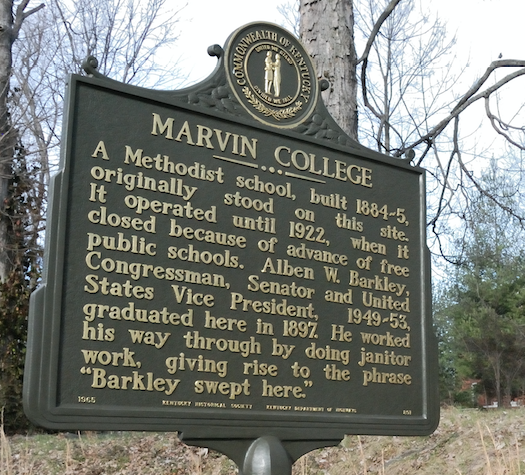 COMMONWEALTH OF KENTUCKY
UNITED WE STAND
DIVIDED WE FALL
MARVIN COLLEGE
A Methodist school, built 1884-5,
originally stood on this site.
It operated until 1922, when it
closed because of advance of free
public schools. Alben W. Barkley,
Congressman, Senator and United
States Vice President, 1949-53,
graduated here in 1897. He worked
his way through by doing janitor
work, giving rise to the phrase
"Barkley swept here."
1965 KENTUCKY HISTORICAL SOCIETY KENTUCKY DEPARTMENT OF HIGHWAYS